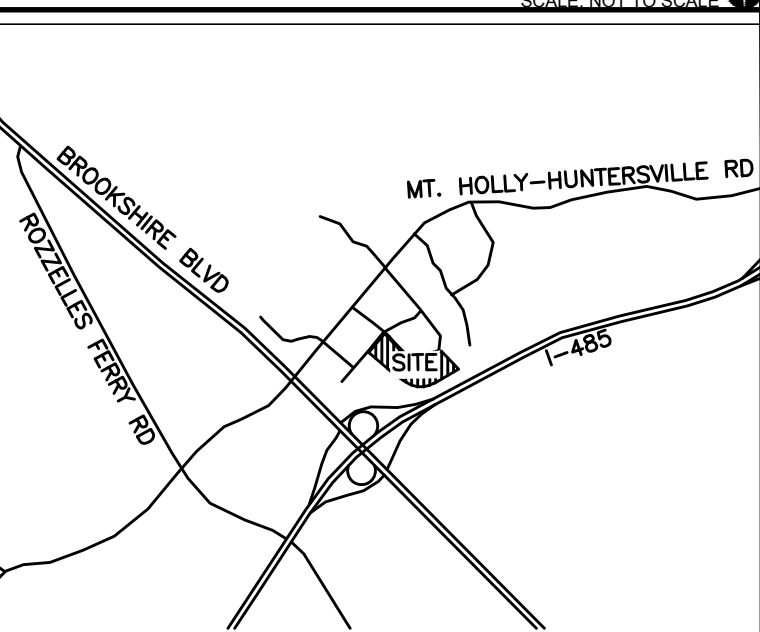 SCALE: NOT TO SCALE
BROOKSHIRE BLVD
MT. HOLLY-HUNTERSVILLE RD
ROZZELLES FERRY RD
SITE
I-485